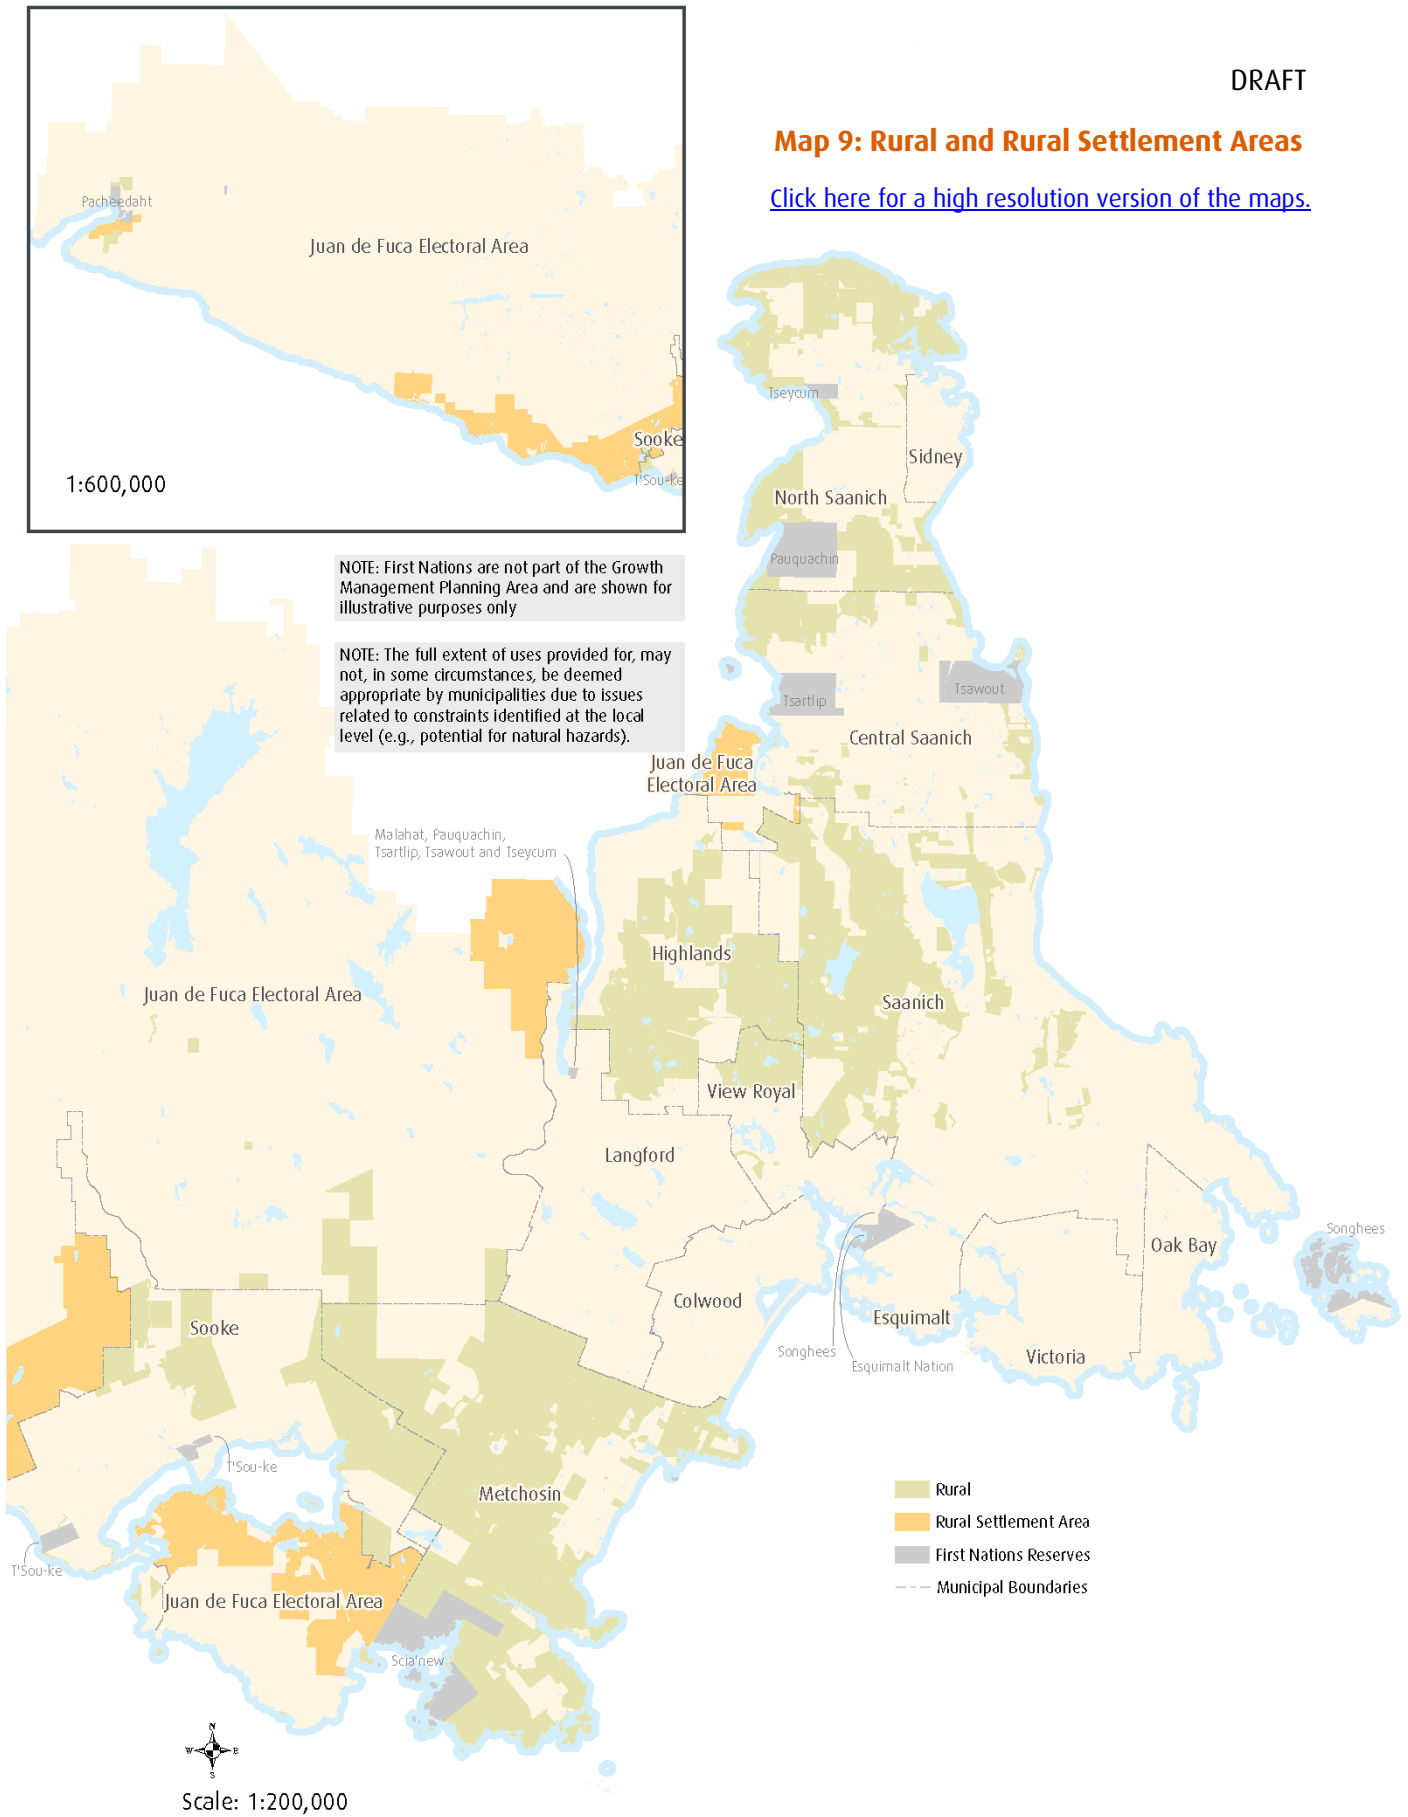 DRAFT
Map 9: Rural and Rural Settlement Areas
Click here for a high resolution version of the maps.
Pacheedaht
Juan de Fuca Electoral Area
Sooke
T'Sou-ke
1:600,000
NOTE: First Nations are not part of the Growth
Management Planning Area and are shown for
illustrative purposes only
NOTE: The full extent of uses provided for, may
not, in some circumstances, be deemed
appropriate by municipalities due to issues
related to constraints identified at the local
level (e.g., potential for natural hazards).
Tseycum
Sidney
North Saanich
Pauquachin
Tsartlip
Tsawout
Central Saanich
Juan de Fuca
Electoral Area
Malahat, Pauquachin,
Tsartlip, Tsawout and Tseycum
Highlands
Juan de Fuca Electoral Area
Saanich
View Royal
Langford
Songhees
Oak Bay
Colwood
Esquimalt
Sooke
Songhees
Esquimalt Nation
Victoria
T'Sou-ke
Metchosin
T'Sou-ke
Juan de Fuca Electoral Area
Scia'new
Rural
Rural Settlement Area
First Nations Reserves
Municipal Boundaries
N
W E
S
Scale: 1:200,000